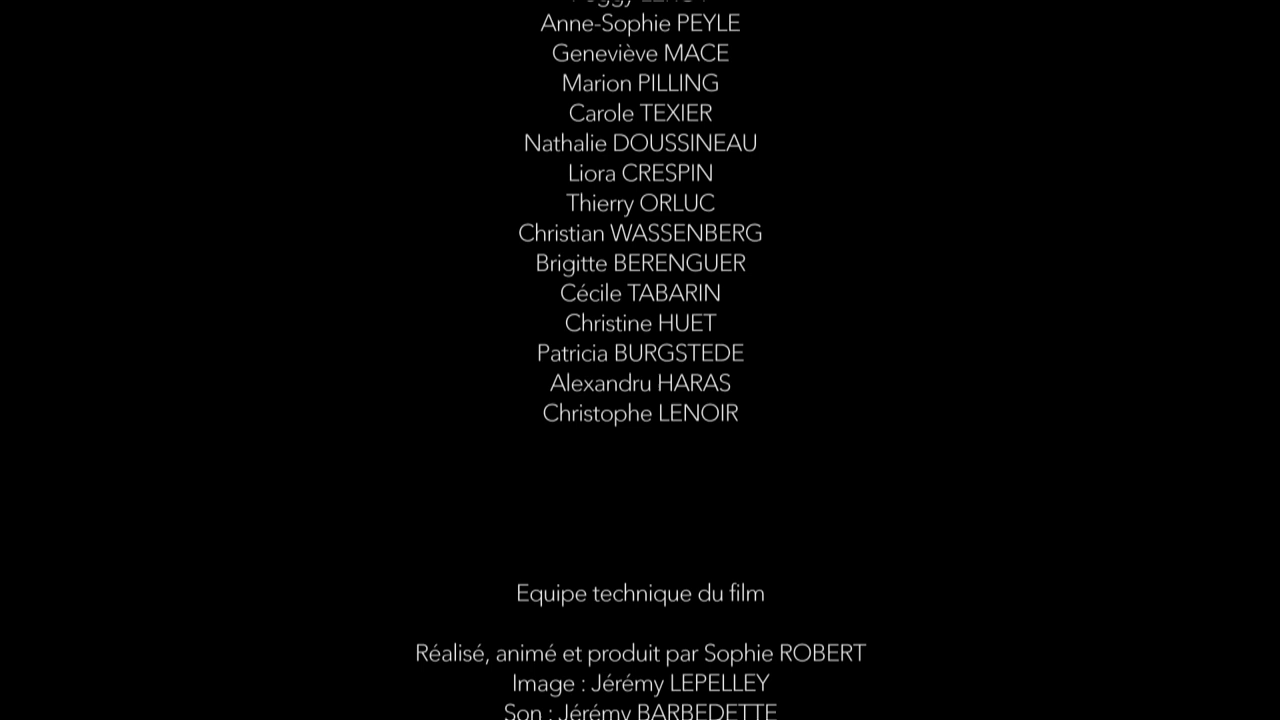 Anne-Sophie PEYLE
Geneviève MACE
Marion PILLING
Carole TEXIER
Nathalie DOUSSINEAU
Liora CRESPIN
Thierry ORLUC
Christian WASSENBERG
Brigitte BERENGUER
Cécile TABARIN
Christine HUET
Patricia BURGSTEDE
Alexandru HARAS
Christophe LENOIR
Equipe technique du film
Réalisé, animé et produit par Sophie ROBERT
Image : Jérémy LEPELLEY
Son : Jérémy BARBEDETTE